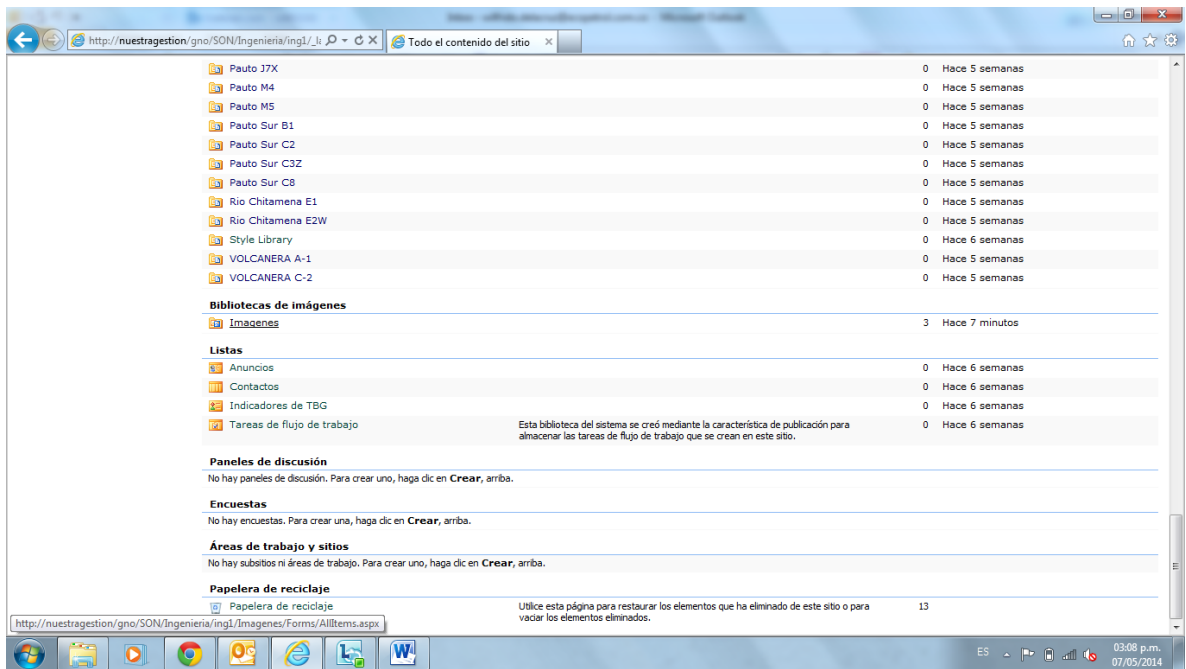 http://nuestragestion/gno/SON/Ingenieria/ing1/_la
Todo el contenido del sitio
Pauto J7X 0 Hace 5 semanas
Pauto M4 0 Hace 5 semanas
Pauto M5 0 Hace 5 semanas
Pauto Sur B1 0 Hace 5 semanas
Pauto Sur C2 0 Hace 5 semanas
Pauto Sur C3Z 0 Hace 5 semanas
Pauto Sur C8 0 Hace 5 semanas
Rio Chitamena E1 0 Hace 5 semanas
Rio Chitamena E2W 0 Hace 5 semanas
Style Library 0 Hace 6 semanas
VOLCANERA A-1 0 Hace 5 semanas
VOLCANERA C-2 0 Hace 5 semanas
Bibliotecas de imágenes
Imagenes 3 Hace 7 minutos
Listas
Anuncios 0 Hace 6 semanas
Contactos 0 Hace 6 semanas
Indicadores de TBG 0 Hace 6 semanas
Tareas de flujo de trabajo Esta biblioteca del sistema se creó mediante la característica de publicación para 0 Hace 6 semanas
almacenar las tareas de flujo de trabajo que se crean en este sitio.
Paneles de discusión
No hay paneles de discusión. Para crear uno, haga clic en Crear, arriba.
Encuestas
No hay encuestas. Para crear una, haga clic en Crear, arriba.
Áreas de trabajo y sitios
No hay subsitios ni áreas de trabajo. Para crear uno, haga clic en Crear, arriba.
Papelera de reciclaje
Papelera de reciclaje Utilice esta página para restaurar los elementos que ha eliminado de este sitio o para 13
vaciar los elementos eliminados.
http://nuestragestion/gno/SON/Ingenieria/ing1/Imagenes/Forms/AllItems.aspx
ES
03:08 p.m.
07/05/2014